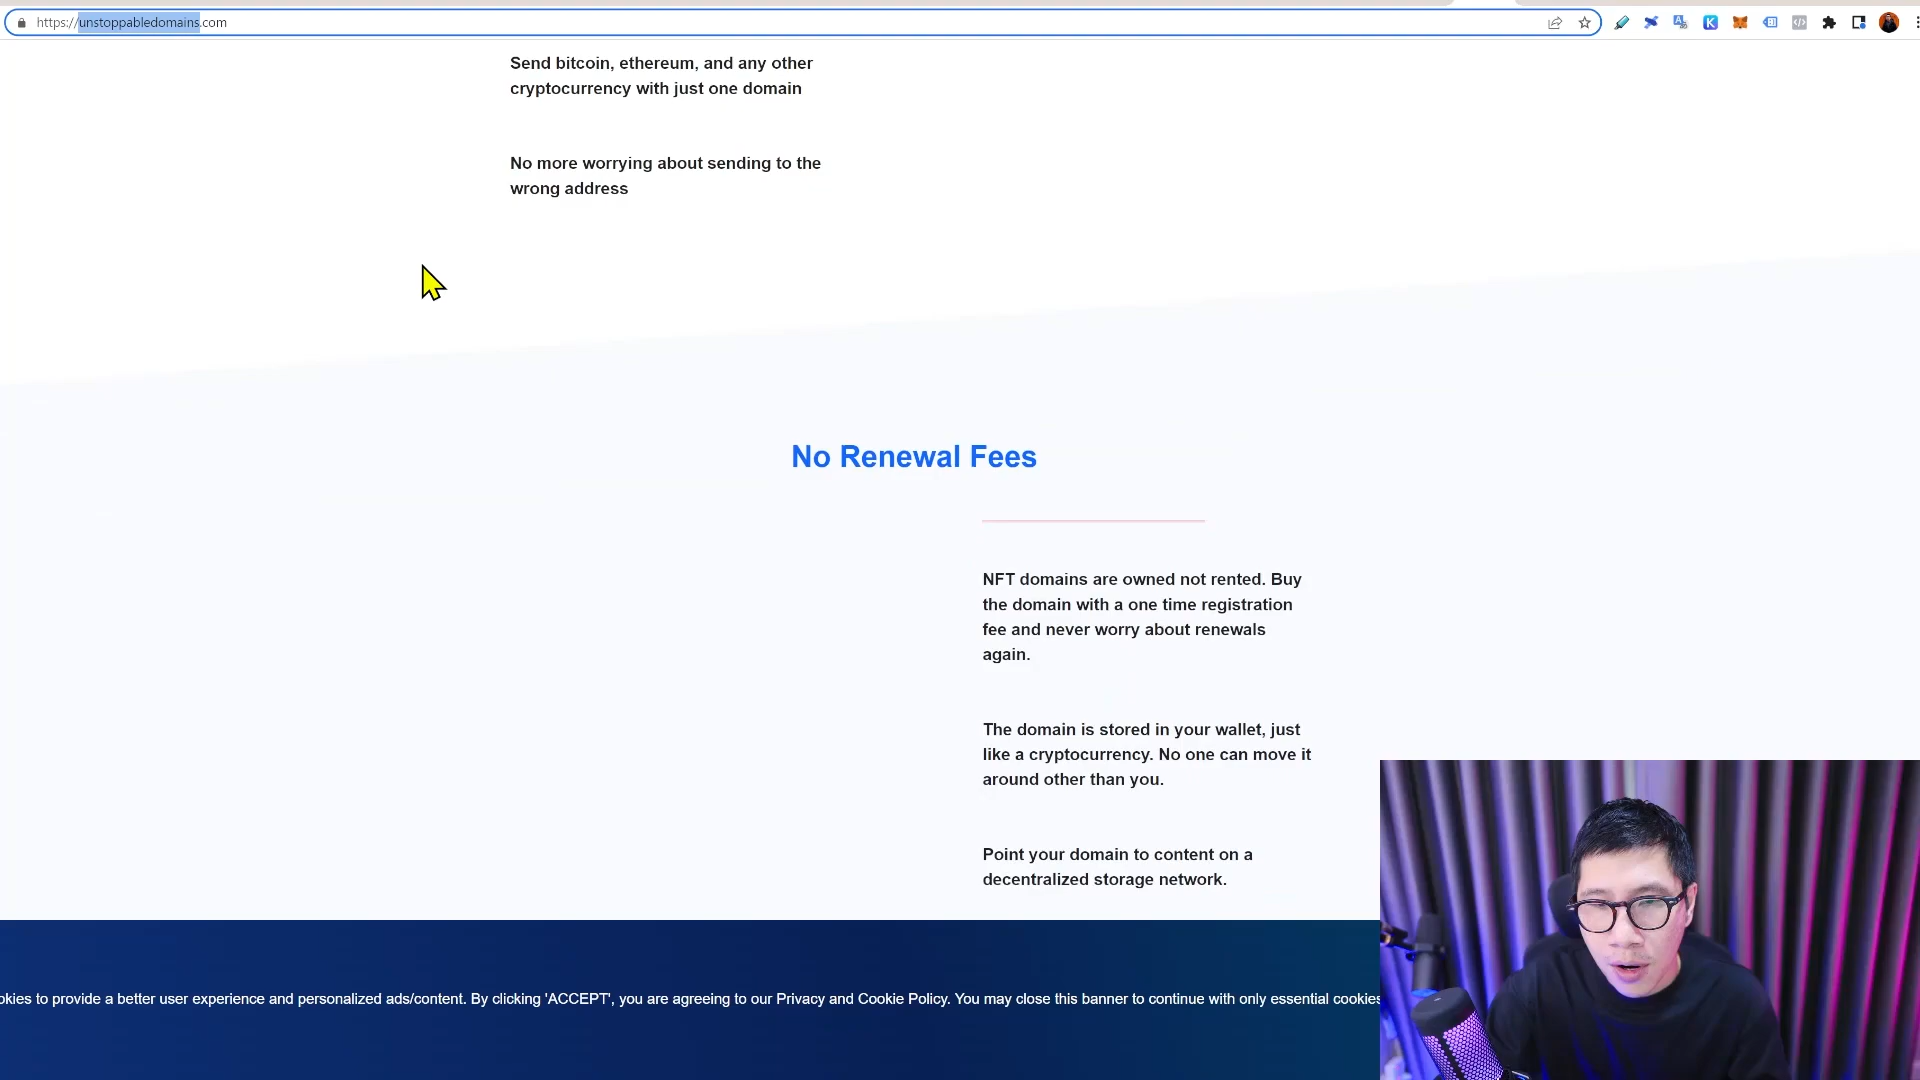 https://unstoppabledomains.com
Send bitcoin, ethereum, and any other
cryptocurrency with just one domain
No more worrying about sending to the
wrong address
No Renewal Fees
NFT domains are owned not rented. Buy
the domain with a one time registration
fee and never worry about renewals
again.
The domain is stored in your wallet, just
like a cryptocurrency. No one can move it
around other than you.
Point your domain to content on a
decentralized storage network.
okies to provide a better user experience and personalized ads/content. By clicking 'ACCEPT', you are agreeing to our Privacy and Cookie Policy. You may close this banner to continue with only essential cookies